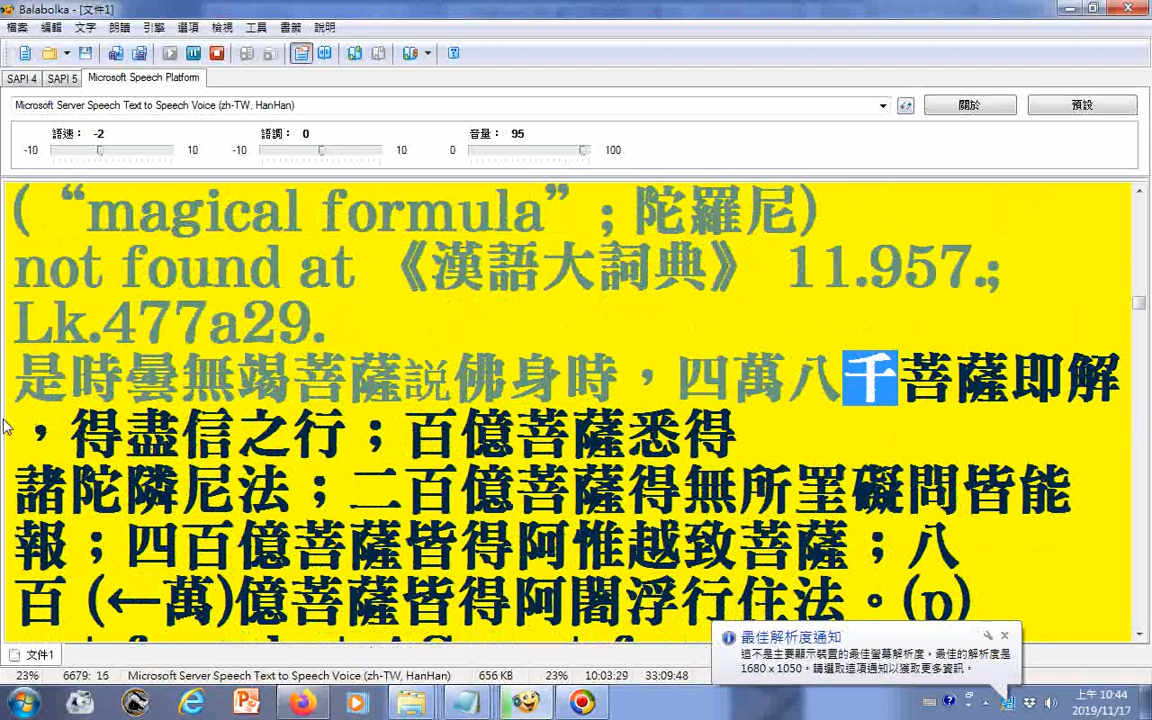 Balabolka - [文件1]
檔案 編輯 文字 朗讀 引擎 選項 檢視 工具 書籤 說明
SAPI 4 SAPI 5 Microsoft Speech Platform
Microsoft Server Speech Text to Speech Voice (zh-TW, HanHan) 關於 預設
語速： -2 語調： 0 音量： 95
-10 10 -10 10 0 100
(“magical formula”; 陀羅尼)
not found at 《漢語大詞典》 11.957.;
Lk.477a29.
是時曇無竭菩薩説佛身時，四萬八千菩薩即解
，得盡信之行；百億菩薩悉得
諸陀隣尼法；二百億菩薩得無所罣礙問皆能
報；四百億菩薩皆得阿惟越致菩薩；八
百 (←萬)億菩薩皆得阿闍浮行住法。(p)
最佳解析度通知
這不是主要顯示裝置的最佳螢幕解析度。最佳的解析度是
1680 x 1050。請選取這項通知以獲取更多資訊。
文件1
23% 6679: 16 Microsoft Server Speech Text to Speech Voice (zh-TW, HanHan) 656 KB 23% 10:03:29 33:09:48
上午 10:44
2019/11/17